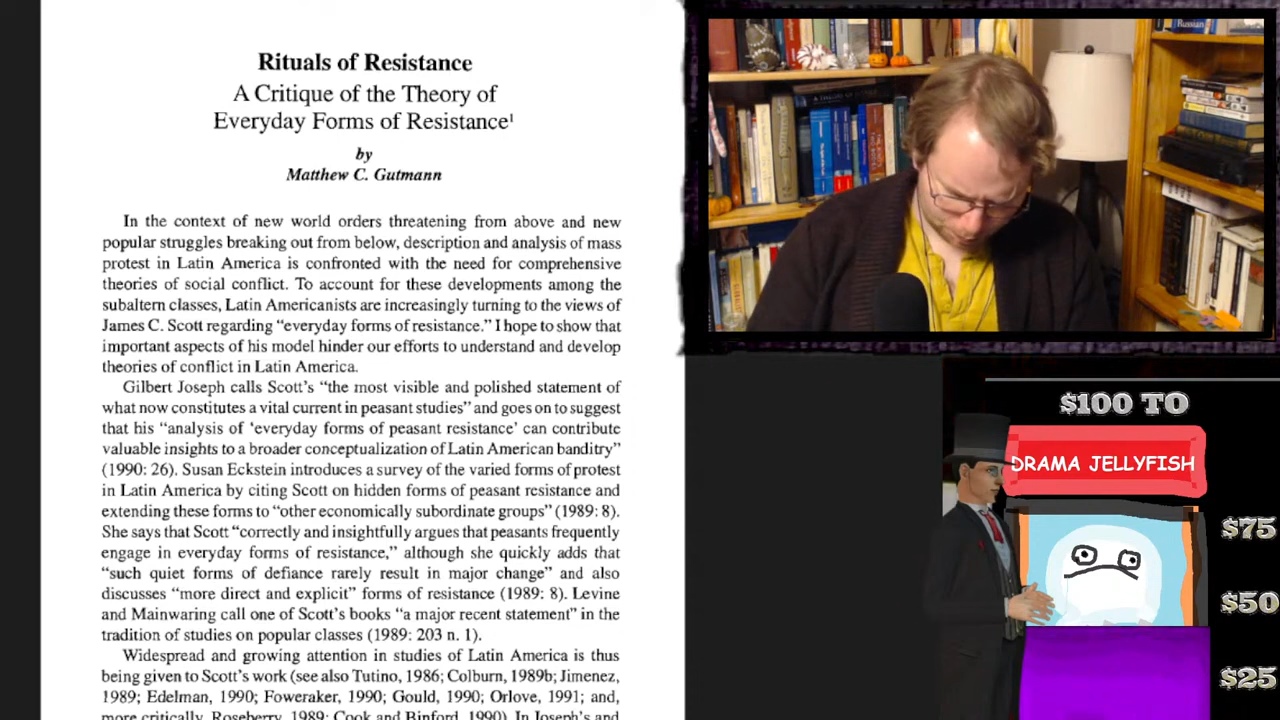 Rituals of Resistance
A Critique of the Theory of
Everyday Forms of Resistance¹
by
Matthew C. Gutmann
In the context of new world orders threatening from above and new
popular struggles breaking out from below, description and analysis of mass
protest in Latin America is confronted with the need for comprehensive
theories of social conflict. To account for these developments among the
subaltern classes, Latin Americanists are increasingly turning to the views of
James C. Scott regarding “everyday forms of resistance.” I hope to show that
important aspects of his model hinder our efforts to understand and develop
theories of conflict in Latin America.
Gilbert Joseph calls Scott’s “the most visible and polished statement of
what now constitutes a vital current in peasant studies” and goes on to suggest
that his “analysis of ‘everyday forms of peasant resistance’ can contribute
valuable insights to a broader conceptualization of Latin American banditry”
(1990: 26). Susan Eckstein introduces a survey of the varied forms of protest
in Latin America by citing Scott on hidden forms of peasant resistance and
extending these forms to “other economically subordinate groups” (1989: 8).
She says that Scott “correctly and insightfully argues that peasants frequently
engage in everyday forms of resistance,” although she quickly adds that
“such quiet forms of defiance rarely result in major change” and also
discusses “more direct and explicit” forms of resistance (1989: 8). Levine
and Mainwaring call one of Scott’s books “a major recent statement” in the
tradition of studies on popular classes (1989: 203 n. 1).
Widespread and growing attention in studies of Latin America is thus
being given to Scott’s work (see also Tutino, 1986; Colburn, 1989b; Jimenez,
1989; Edelman, 1990; Foweraker, 1990; Gould, 1990; Orlove, 1991; and,
more critically, Roseberry, 1989; Cook and Binford, 1990). In Joseph’s and
Russian
$100 TO
DRAMA JELLYFISH
$75
$50
$25